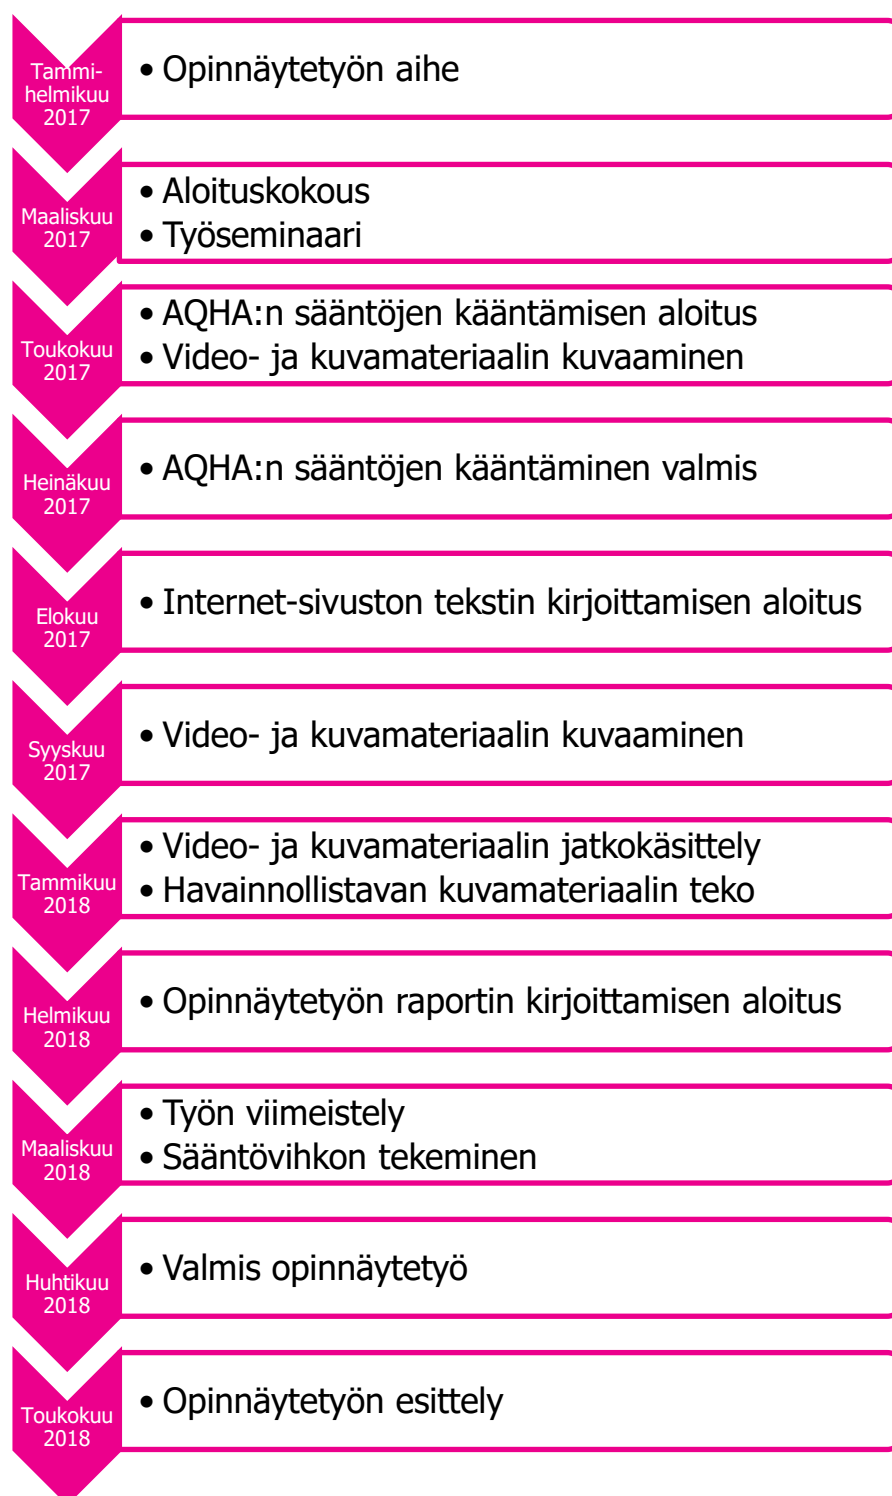 Tammi-
helmikuu
2017
• Opinnäytetyön aihe
Maaliskuu
2017
• Aloituskokous
• Työseminaari
Toukokuu
2017
• AQHA:n sääntöjen kääntämisen aloitus
• Video- ja kuvamateriaalin kuvaaminen
Heinäkuu
2017
• AQHA:n sääntöjen kääntäminen valmis
Elokuu
2017
• Internet-sivuston tekstin kirjoittamisen aloitus
Syyskuu
2017
• Video- ja kuvamateriaalin kuvaaminen
Tammikuu
2018
• Video- ja kuvamateriaalin jatkokäsittely
• Havainnollistavan kuvamateriaalin teko
Helmikuu
2018
• Opinnäytetyön raportin kirjoittamisen aloitus
Maaliskuu
2018
• Työn viimeistely
• Sääntövihkon tekeminen
Huhtikuu
2018
• Valmis opinnäytetyö
Toukokuu
2018
• Opinnäytetyön esittely